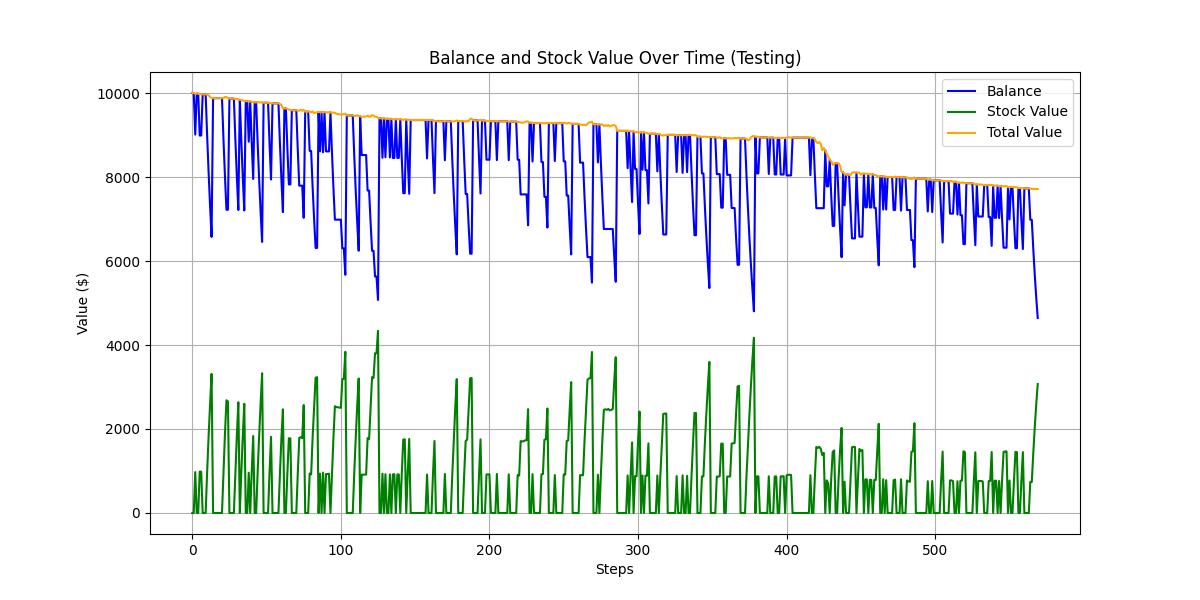 Balance and Stock Value Over Time (Testing)
Balance
Stock Value
Total Value
Value ($)
10000
8000
6000
4000
2000
0
0 100 200 300 400 500
Steps